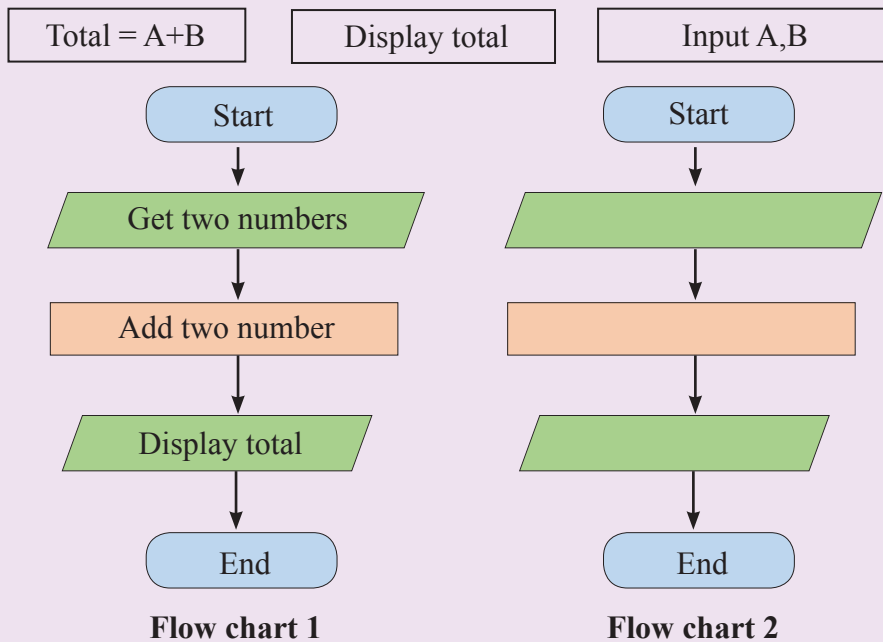 Total = A+B
Display total
Input A,B
Start
Get two numbers
Add two number
Display total
End
Flow chart 1
Start
End
Flow chart 2